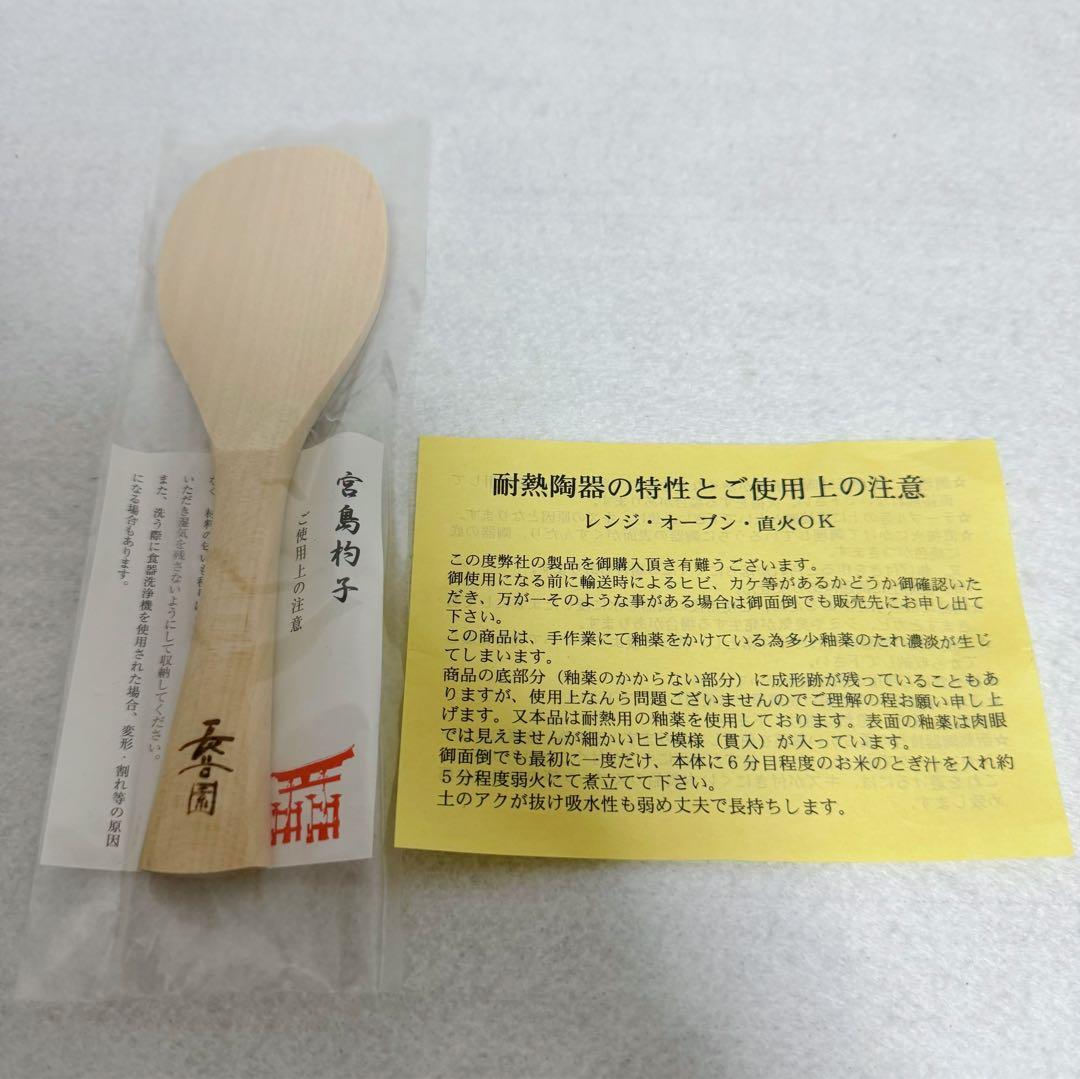 宮島杓子
ご使用上の注意
いただき湿気を残さないようにして収納してください。
また、洗う際に食器洗浄機を使用された場合、変形・割れ等の原因
になる場合もあります。
長谷園
耐熱陶器の特性とご使用上の注意
レンジ・オーブン・直火OK
この度弊社の製品を御購入頂き有難うございます。
御使用になる前に輸送時によるヒビ、カケ等があるかどうか御確認いた
だき、万が一そのような事がある場合は御面倒でも販売先にお申し出て
下さい。
この商品は、手作業にて釉薬をかけている為多少釉薬のたれ濃淡が生じ
てしまいます。
商品の底部分（釉薬のかからない部分）に成形跡が残っていることもあ
りますが、使用上なんら問題ございませんのでご理解の程お願い申し上
げます。又本品は耐熱用の釉薬を使用しております。表面の釉薬は肉眼
では見えませんが細かいヒビ模様（貫入）が入っています。
御面倒でも最初に一度だけ、本体に６分目程度のお米のとぎ汁を入れ約
５分程度弱火にて煮立てて下さい。
土のアクが抜け吸水性も弱め丈夫で長持ちします。